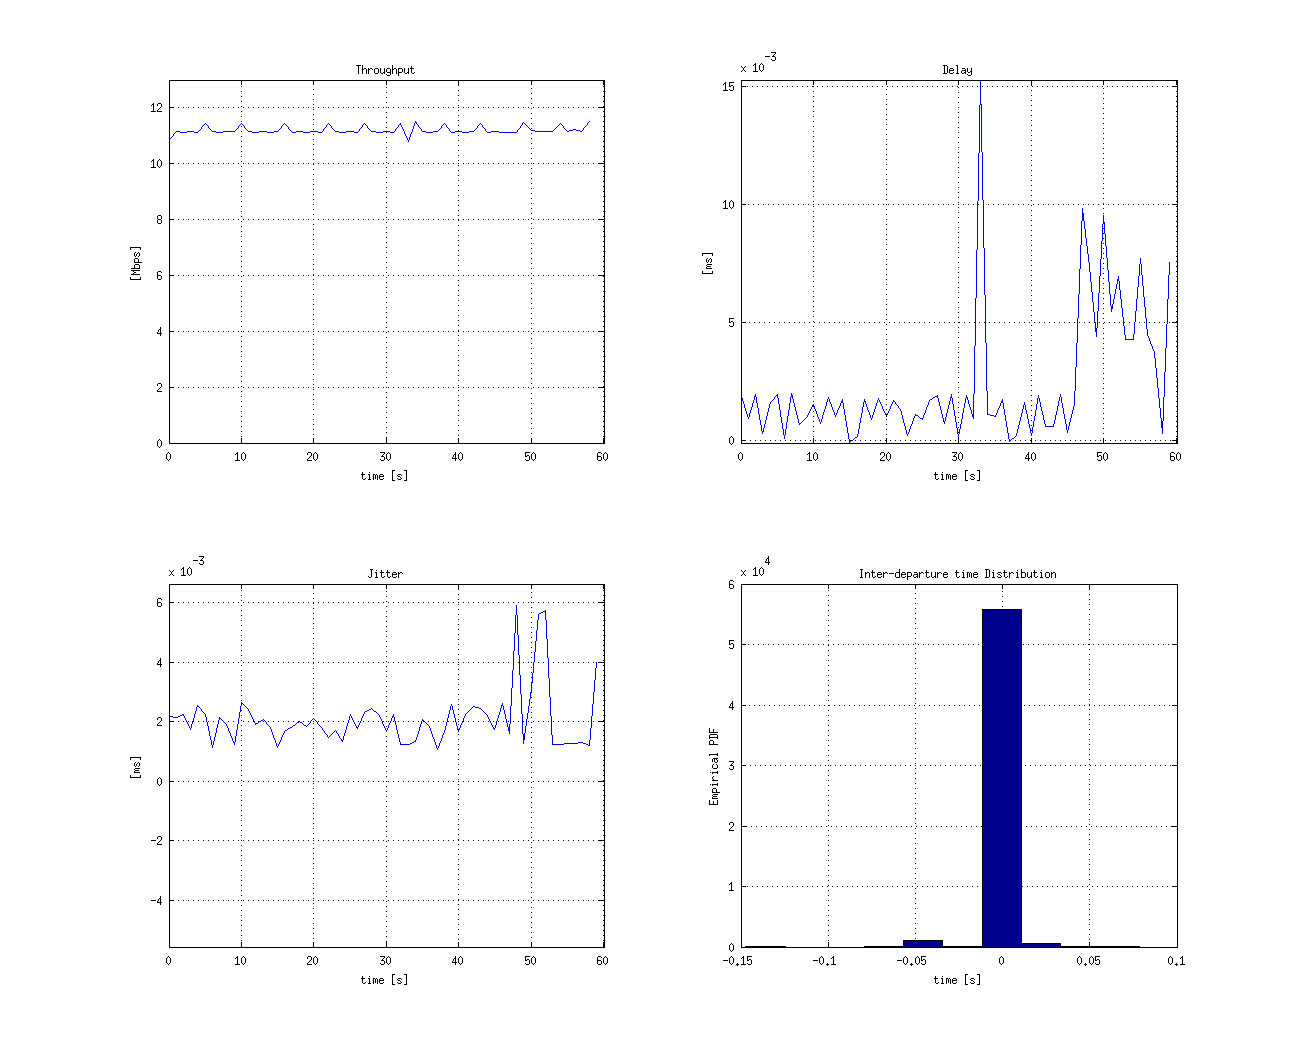 Throughput
12
10
8
6
4
2
0
[Mbps]
0 10 20 30 40 50 60
time [s]
x 10 -3
Delay
15
10
5
0
[ms]
0 10 20 30 40 50 60
time [s]
x 10 -3
Jitter
6
4
2
0
-2
-4
[ms]
0 10 20 30 40 50 60
time [s]
x 10 4
Inter-departure time Distribution
6
5
4
3
2
1
0
Empirical PDF
-0.15 -0.1 -0.05 0 0.05 0.1
time [s]